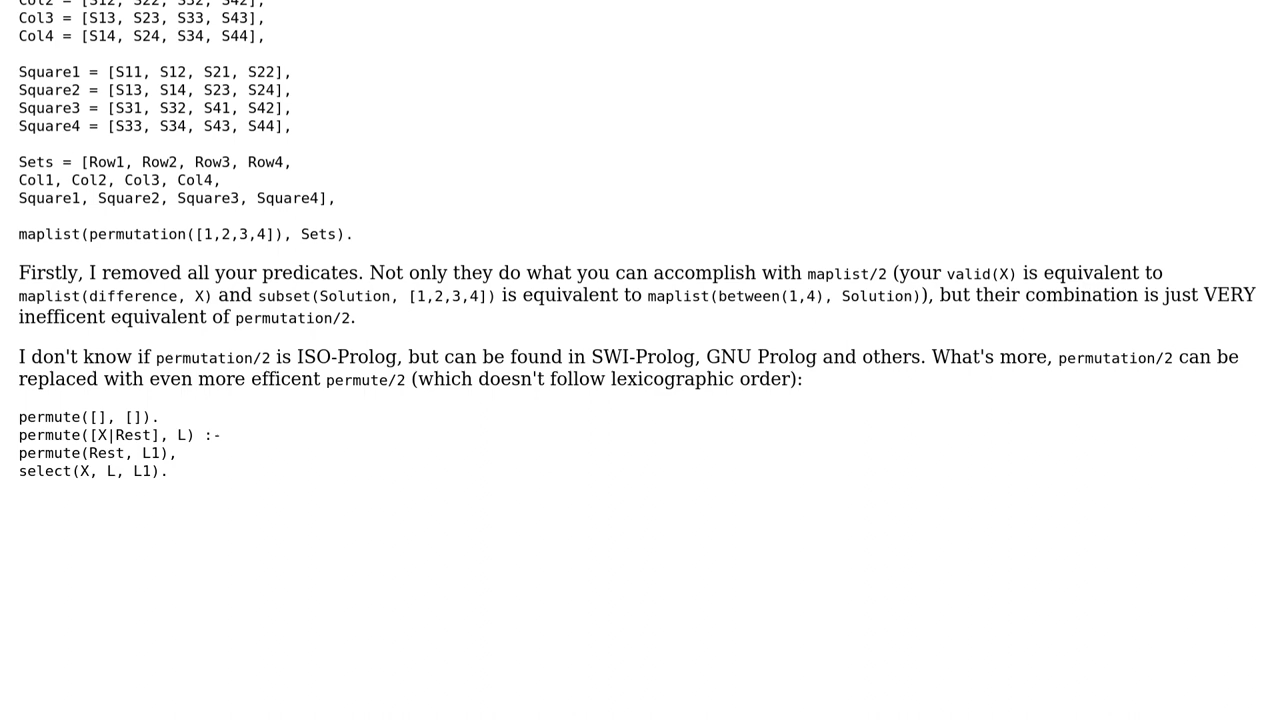 Col2 = [S12, S22, S32, S42],
Col3 = [S13, S23, S33, S43],
Col4 = [S14, S24, S34, S44],
Square1 = [S11, S12, S21, S22],
Square2 = [S13, S14, S23, S24],
Square3 = [S31, S32, S41, S42],
Square4 = [S33, S34, S43, S44],
Sets = [Row1, Row2, Row3, Row4,
Col1, Col2, Col3, Col4,
Square1, Square2, Square3, Square4],
maplist(permutation([1,2,3,4]), Sets).
Firstly, I removed all your predicates. Not only they do what you can accomplish with maplist/2 (your valid(X) is equivalent to
maplist(difference, X) and subset(Solution, [1,2,3,4]) is equivalent to maplist(between(1,4), Solution)), but their combination is just VERY
inefficent equivalent of permutation/2.
I don't know if permutation/2 is ISO-Prolog, but can be found in SWI-Prolog, GNU Prolog and others. What's more, permutation/2 can be
replaced with even more efficent permute/2 (which doesn't follow lexicographic order):
permute([], []).
permute([X|Rest], L) :-
permute(Rest, L1),
select(X, L, L1).